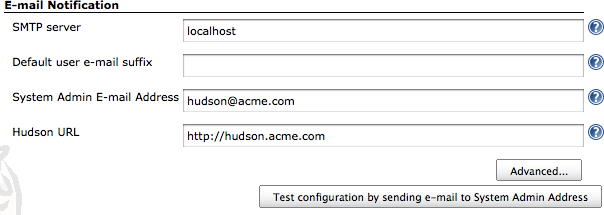 E-mail Notification
SMTP server localhost
Default user e-mail suffix
System Admin E-mail Address hudson@acme.com
Hudson URL http://hudson.acme.com
Advanced...
Test configuration by sending e-mail to System Admin Address